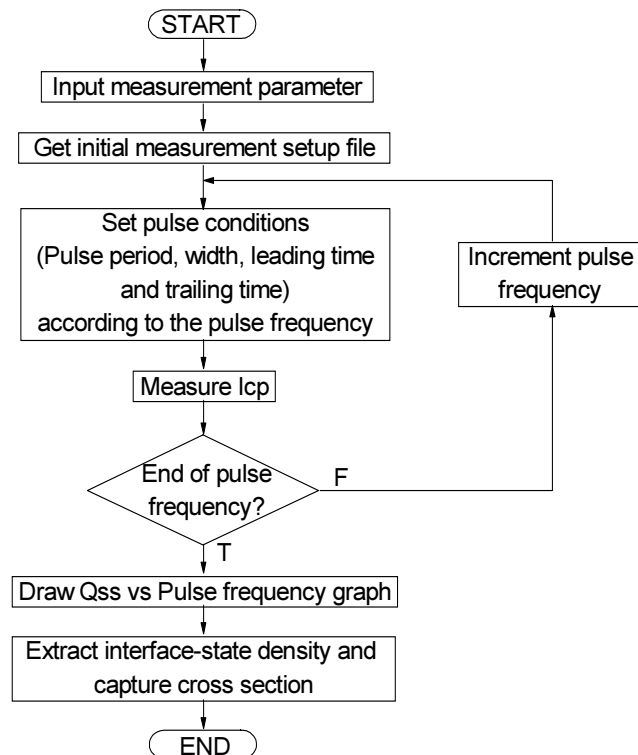 START
Input measurement parameter
Get initial measurement setup file
Set pulse conditions
(Pulse period, width, leading time
and trailing time)
according to the pulse frequency
Increment pulse
frequency
Measure Icp
End of pulse
frequency?
F
T
Draw Qss vs Pulse frequency graph
Extract interface-state density and
capture cross section
END